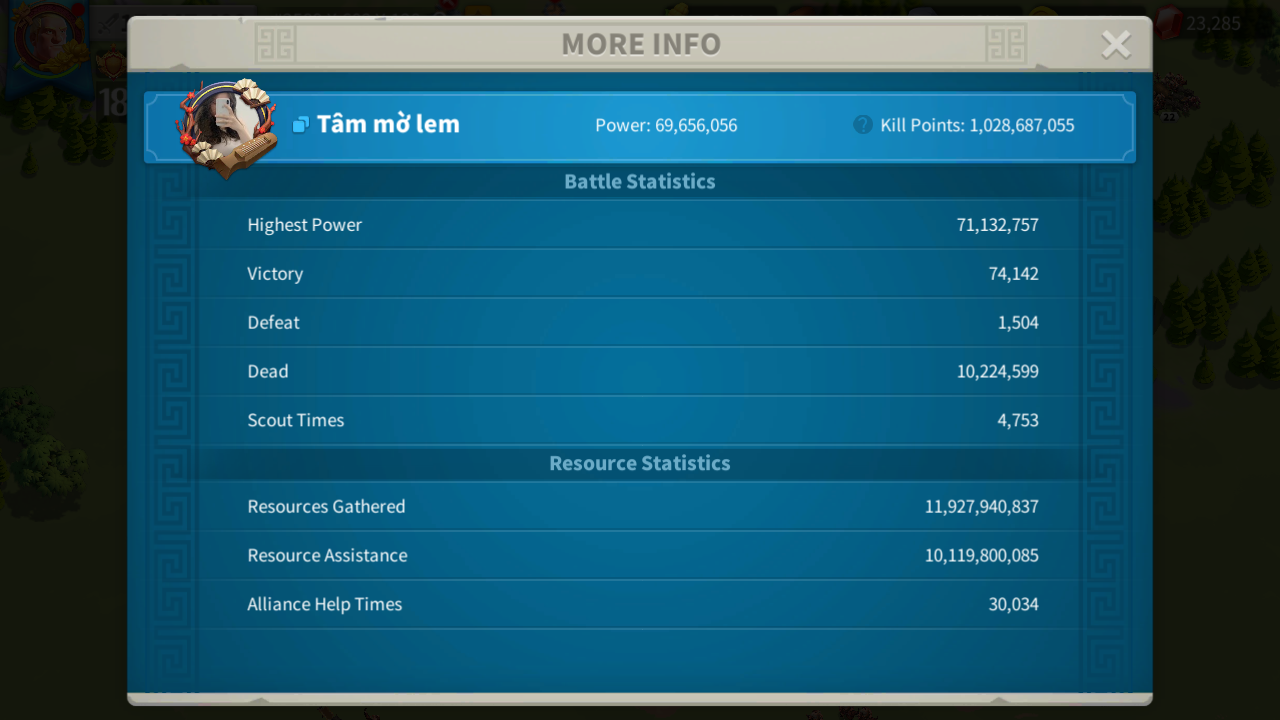 MORE INFO
23,285
18
Tâm mờ lem
Power: 69,656,056
? Kill Points: 1,028,687,055
Battle Statistics
Highest Power 71,132,757
Victory 74,142
Defeat 1,504
Dead 10,224,599
Scout Times 4,753
22
Resource Statistics
Resources Gathered 11,927,940,837
Resource Assistance 10,119,800,085
Alliance Help Times 30,034